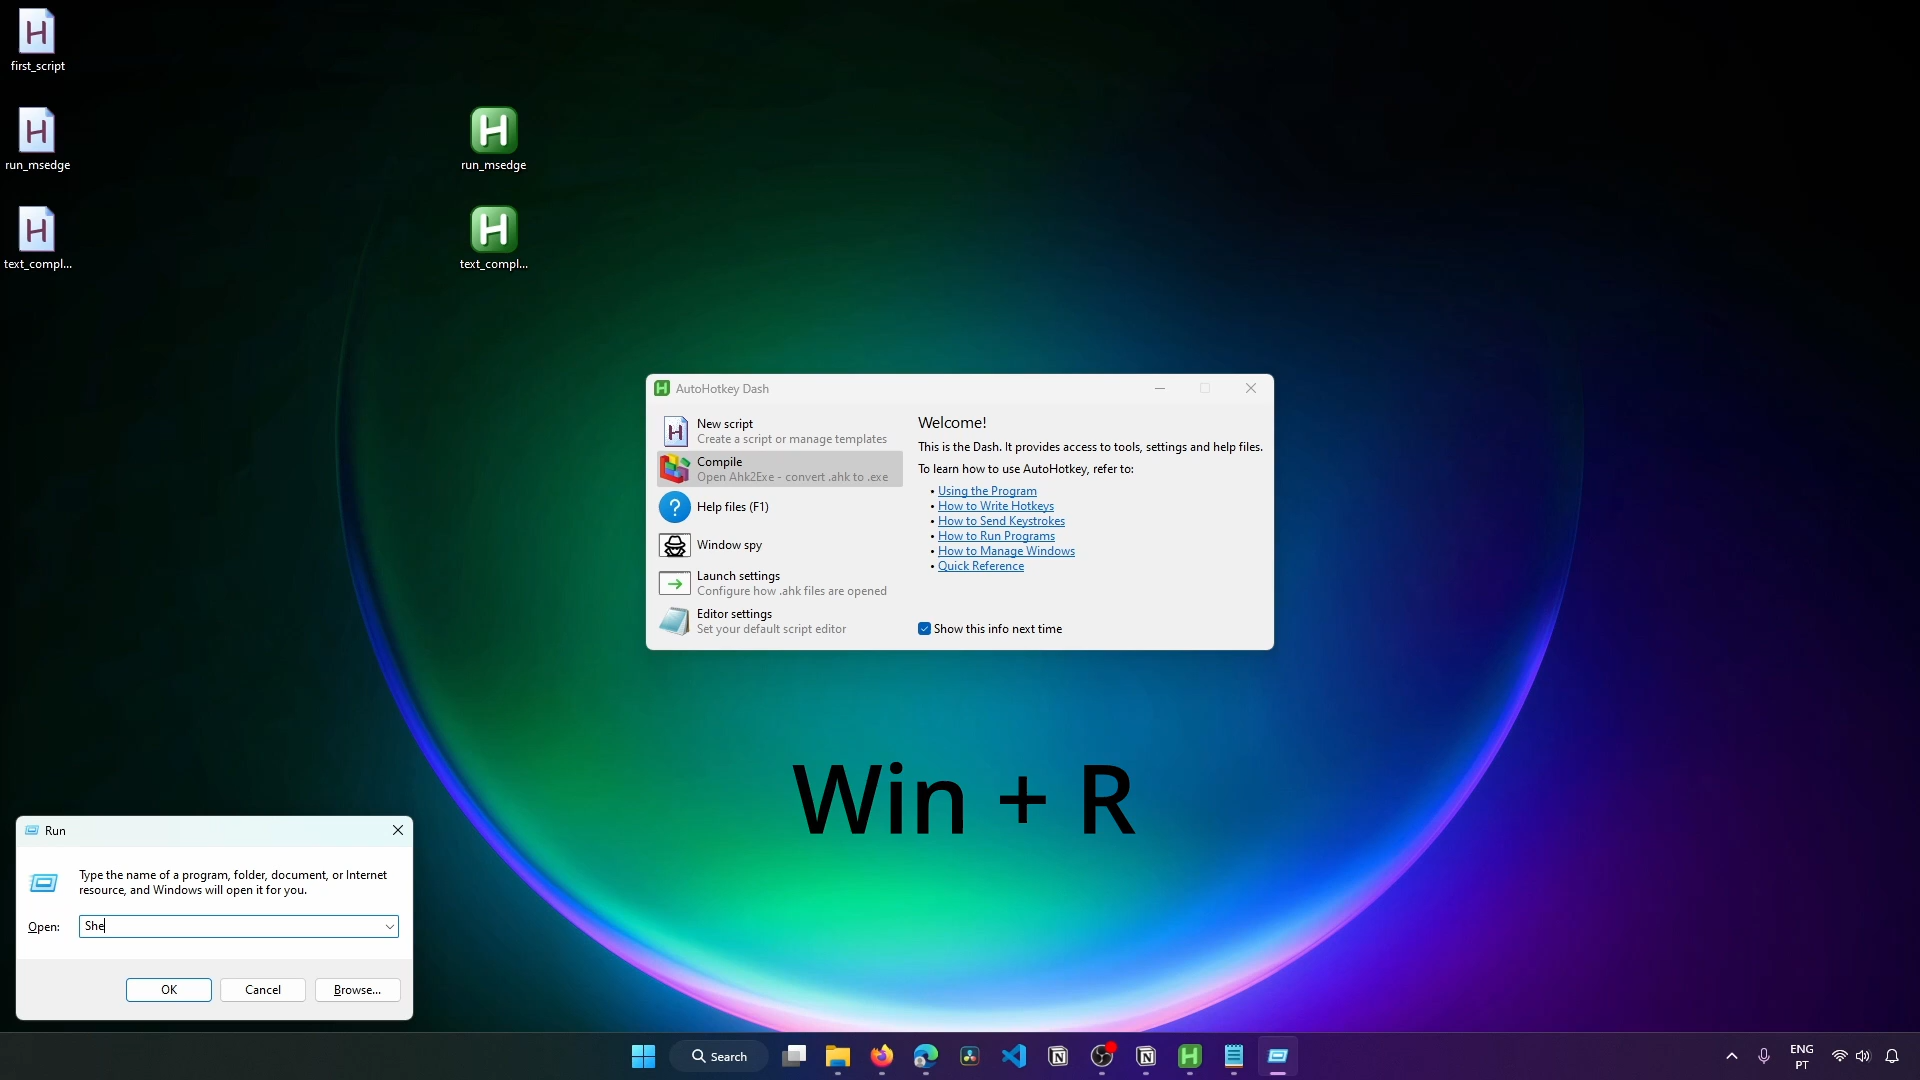 first_script
run_msedge
text_compl...
run_msedge
text_compl...
AutoHotkey Dash
New script
Create a script or manage templates
Compile
Open Ahk2Exe - convert .ahk to .exe
Help files (F1)
Window spy
Launch settings
Configure how .ahk files are opened
Editor settings
Set your default script editor
Welcome!
This is the Dash. It provides access to tools, settings and help files.
To learn how to use AutoHotkey, refer to:
• Using the Program
• How to Write Hotkeys
• How to Send Keystrokes
• How to Run Programs
• How to Manage Windows
• Quick Reference
Show this info next time
Win + R
Run
Type the name of a program, folder, document, or Internet
resource, and Windows will open it for you.
Open: She
OK Cancel Browse...
Search
ENG
PT